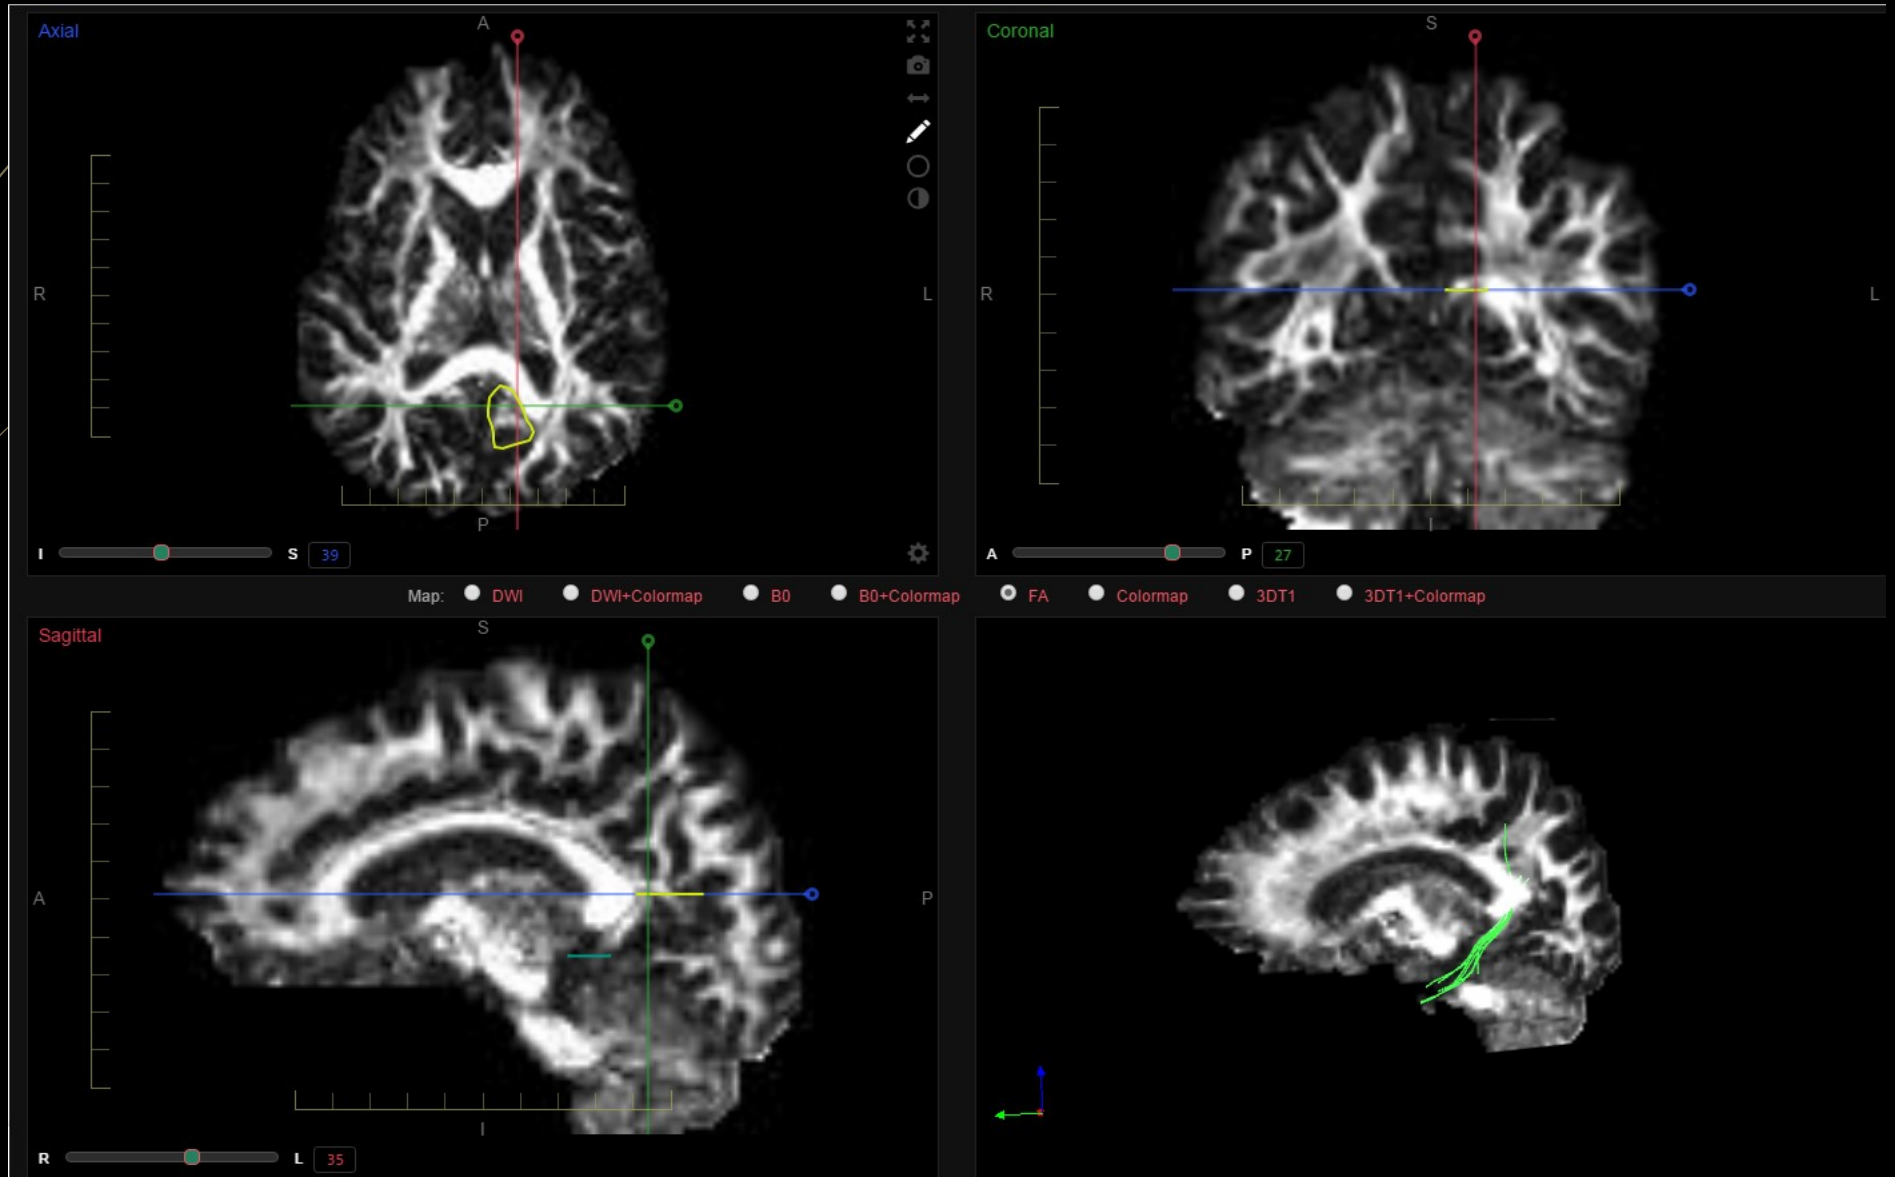 Axial
A
R
L
P
I S 39
Coronal
S
R
L
I
A P 27
Map: DWI DWI+Colormap B0 B0+Colormap FA Colormap 3DT1 3DT1+Colormap
Sagittal
S
A
P
I
R L 35